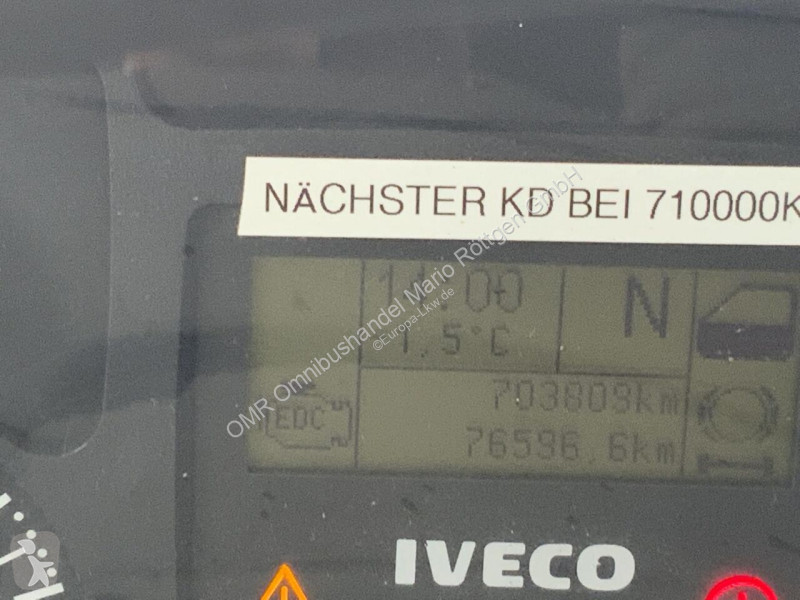 NÄCHSTER KD BEI 710000K
11:00
N
1,5°C
EDC
703809km
76596.6km
IVECO
OMR Omnibushandel Mario Röttgen GmbH
©Europa-Lkw.de